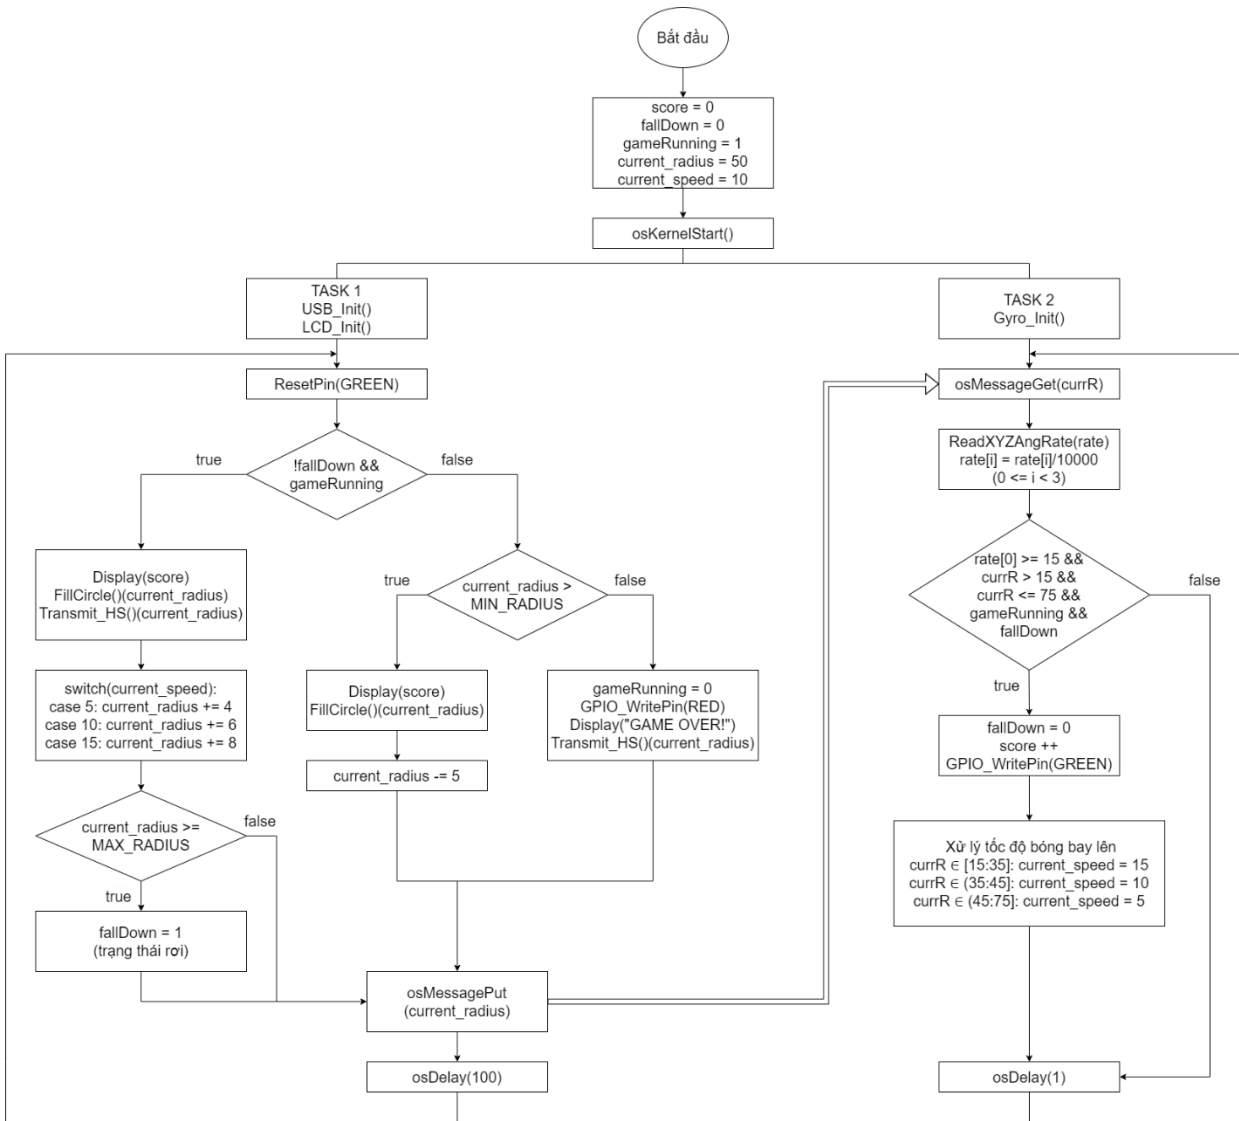 Bắt đầu
score = 0
fallDown = 0
gameRunning = 1
current_radius = 50
current_speed = 10
osKernelStart()
TASK 1
USB_Init()
LCD_Init()
TASK 2
Gyro_Init()
ResetPin(GREEN)
osMessageGet(currR)
true
!fallDown &&
gameRunning
false
ReadXYZAngRate(rate)
rate[i] = rate[i]/10000
(0 <= i < 3)
Display(score)
FillCircle()(current_radius)
Transmit_HS()(current_radius)
true
current_radius >
MIN_RADIUS
false
rate[0] >= 15 &&
currR > 15 &&
currR <= 75 &&
gameRunning &&
fallDown
false
true
switch(current_speed):
case 5: current_radius += 4
case 10: current_radius += 6
case 15: current_radius += 8
Display(score)
FillCircle()(current_radius)
gameRunning = 0
GPIO_WritePin(RED)
Display("GAME OVER!")
Transmit_HS()(current_radius)
current_radius -= 5
fallDown = 0
score ++
GPIO_WritePin(GREEN)
current_radius >=
MAX_RADIUS
false
true
Xử lý tốc độ bóng bay lên
currR ∈ [15:35]: current_speed = 15
currR ∈ (35:45]: current_speed = 10
currR ∈ (45:75]: current_speed = 5
fallDown = 1
(trạng thái rơi)
osMessagePut
(current_radius)
osDelay(100)
osDelay(1)